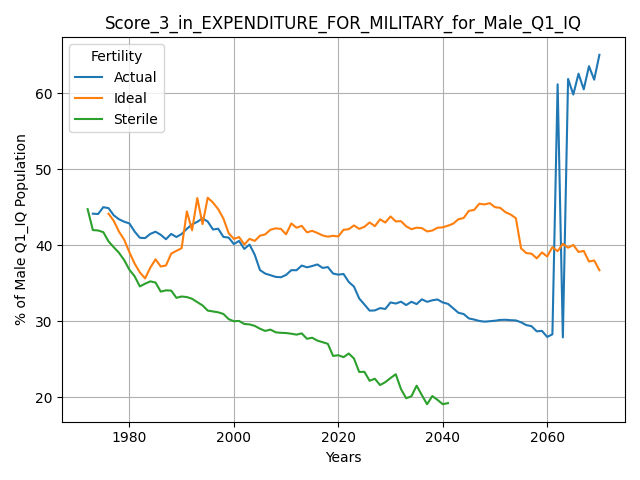 Score_3_in_EXPENDITURE_FOR_MILITARY_for_Male_Q1_IQ
Fertility
Actual
Ideal
Sterile
% of Male Q1_IQ Population
60
50
40
30
20
1980
2000
2020
2040
2060
Years